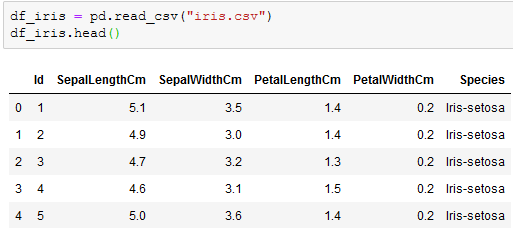 df_iris = pd.read_csv("iris.csv")
df_iris.head()
Id SepalLengthCm SepalWidthCm PetalLengthCm PetalWidthCm Species
0 1 5.1 3.5 1.4 0.2 Iris-setosa
1 2 4.9 3.0 1.4 0.2 Iris-setosa
2 3 4.7 3.2 1.3 0.2 Iris-setosa
3 4 4.6 3.1 1.5 0.2 Iris-setosa
4 5 5.0 3.6 1.4 0.2 Iris-setosa